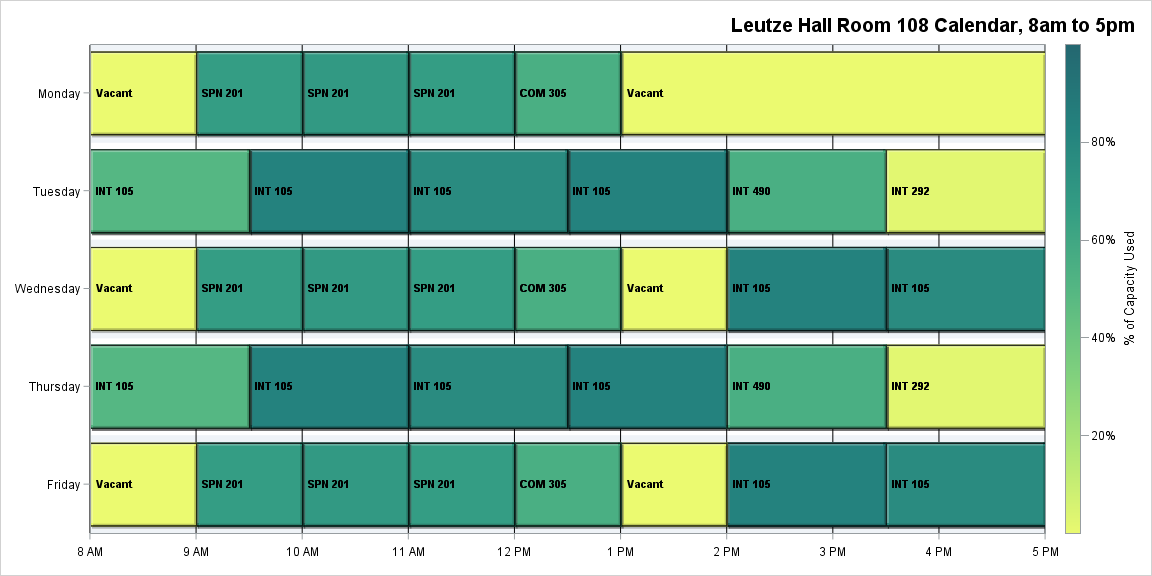 Leutze Hall Room 108 Calendar, 8am to 5pm
Monday
Vacant
SPN 201
SPN 201
SPN 201
COM 305
Vacant
Tuesday
INT 105
INT 105
INT 105
INT 105
INT 490
INT 292
Wednesday
Vacant
SPN 201
SPN 201
SPN 201
COM 305
Vacant
INT 105
INT 105
Thursday
INT 105
INT 105
INT 105
INT 105
INT 490
INT 292
Friday
Vacant
SPN 201
SPN 201
SPN 201
COM 305
Vacant
INT 105
INT 105
8 AM
9 AM
10 AM
11 AM
12 PM
1 PM
2 PM
3 PM
4 PM
5 PM
80%
60%
40%
20%
% of Capacity Used